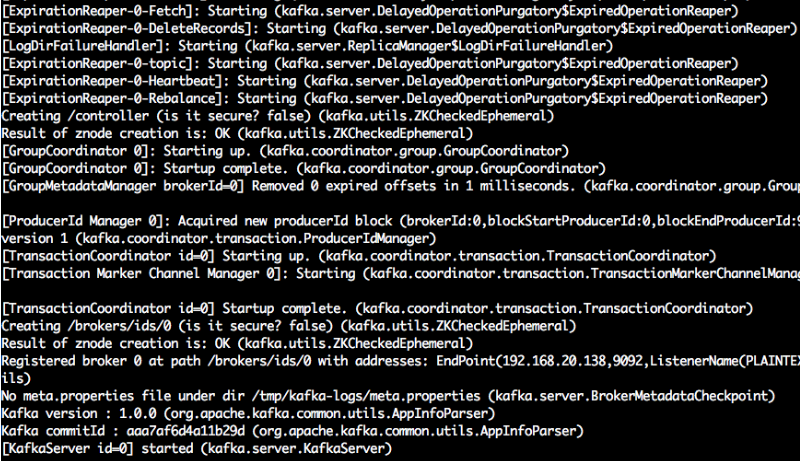 [ExpirationReaper-0-Fetch]: Starting (kafka.server.DelayedOperationPurgatory$ExpiredOperationReaper)
[ExpirationReaper-0-DeleteRecords]: Starting (kafka.server.DelayedOperationPurgatory$ExpiredOperationReaper)
[LogDirFailureHandler]: Starting (kafka.server.ReplicaManager$LogDirFailureHandler)
[ExpirationReaper-0-topic]: Starting (kafka.server.DelayedOperationPurgatory$ExpiredOperationReaper)
[ExpirationReaper-0-Heartbeat]: Starting (kafka.server.DelayedOperationPurgatory$ExpiredOperationReaper)
[ExpirationReaper-0-Rebalance]: Starting (kafka.server.DelayedOperationPurgatory$ExpiredOperationReaper)
Creating /controller (is it secure? false) (kafka.utils.ZKCheckedEphemeral)
Result of znode creation is: OK (kafka.utils.ZKCheckedEphemeral)
[GroupCoordinator 0]: Starting up. (kafka.coordinator.group.GroupCoordinator)
[GroupCoordinator 0]: Startup complete. (kafka.coordinator.group.GroupCoordinator)
[GroupMetadataManager brokerId=0] Removed 0 expired offsets in 1 milliseconds. (kafka.coordinator.group.Grou
[ProducerId Manager 0]: Acquired new producerId block (brokerId:0,blockStartProducerId:0,blockEndProducerId:9
version 1 (kafka.coordinator.transaction.ProducerIdManager)
[TransactionCoordinator id=0] Starting up. (kafka.coordinator.transaction.TransactionCoordinator)
[Transaction Marker Channel Manager 0]: Starting (kafka.coordinator.transaction.TransactionMarkerChannelManag
[TransactionCoordinator id=0] Startup complete. (kafka.coordinator.transaction.TransactionCoordinator)
Creating /brokers/ids/0 (is it secure? false) (kafka.utils.ZKCheckedEphemeral)
Result of znode creation is: OK (kafka.utils.ZKCheckedEphemeral)
Registered broker 0 at path /brokers/ids/0 with addresses: EndPoint(192.168.20.138,9092,ListenerName(PLAINTEX
ils)
No meta.properties file under dir /tmp/kafka-logs/meta.properties (kafka.server.BrokerMetadataCheckpoint)
Kafka version : 1.0.0 (org.apache.kafka.common.utils.AppInfoParser)
Kafka commitId : aaa7af6d4a11b29d (org.apache.kafka.common.utils.AppInfoParser)
[KafkaServer id=0] started (kafka.server.KafkaServer)